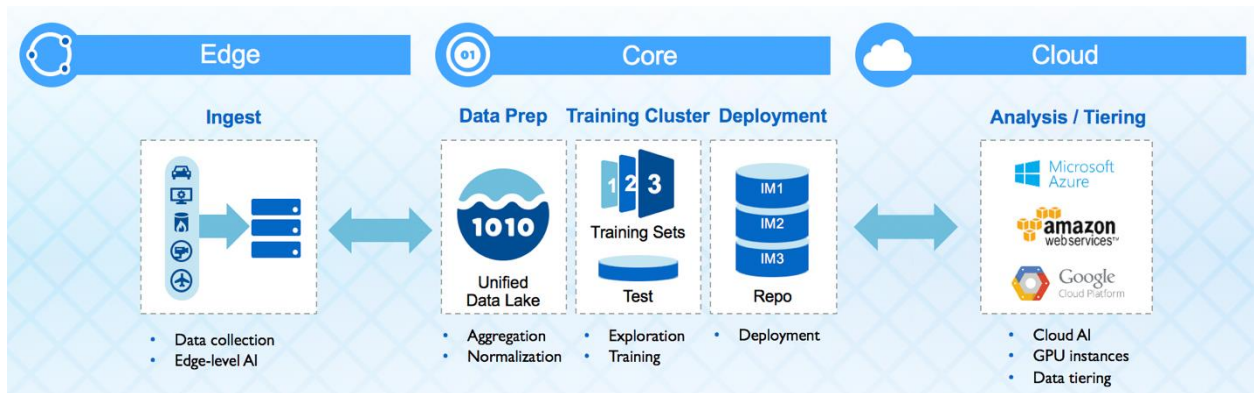 Edge
Ingest
Data collection
Edge-level AI
01
Core
Data Prep
1010
Unified
Data Lake
Aggregation
Normalization
Training Cluster
1 2 3
Training Sets
Test
Exploration
Training
Deployment
IM1
IM2
IM3
Repo
Deployment
Cloud
Analysis / Tiering
Microsoft
Azure
amazon
webservices™
Google
Cloud Platform
Cloud AI
GPU instances
Data tiering